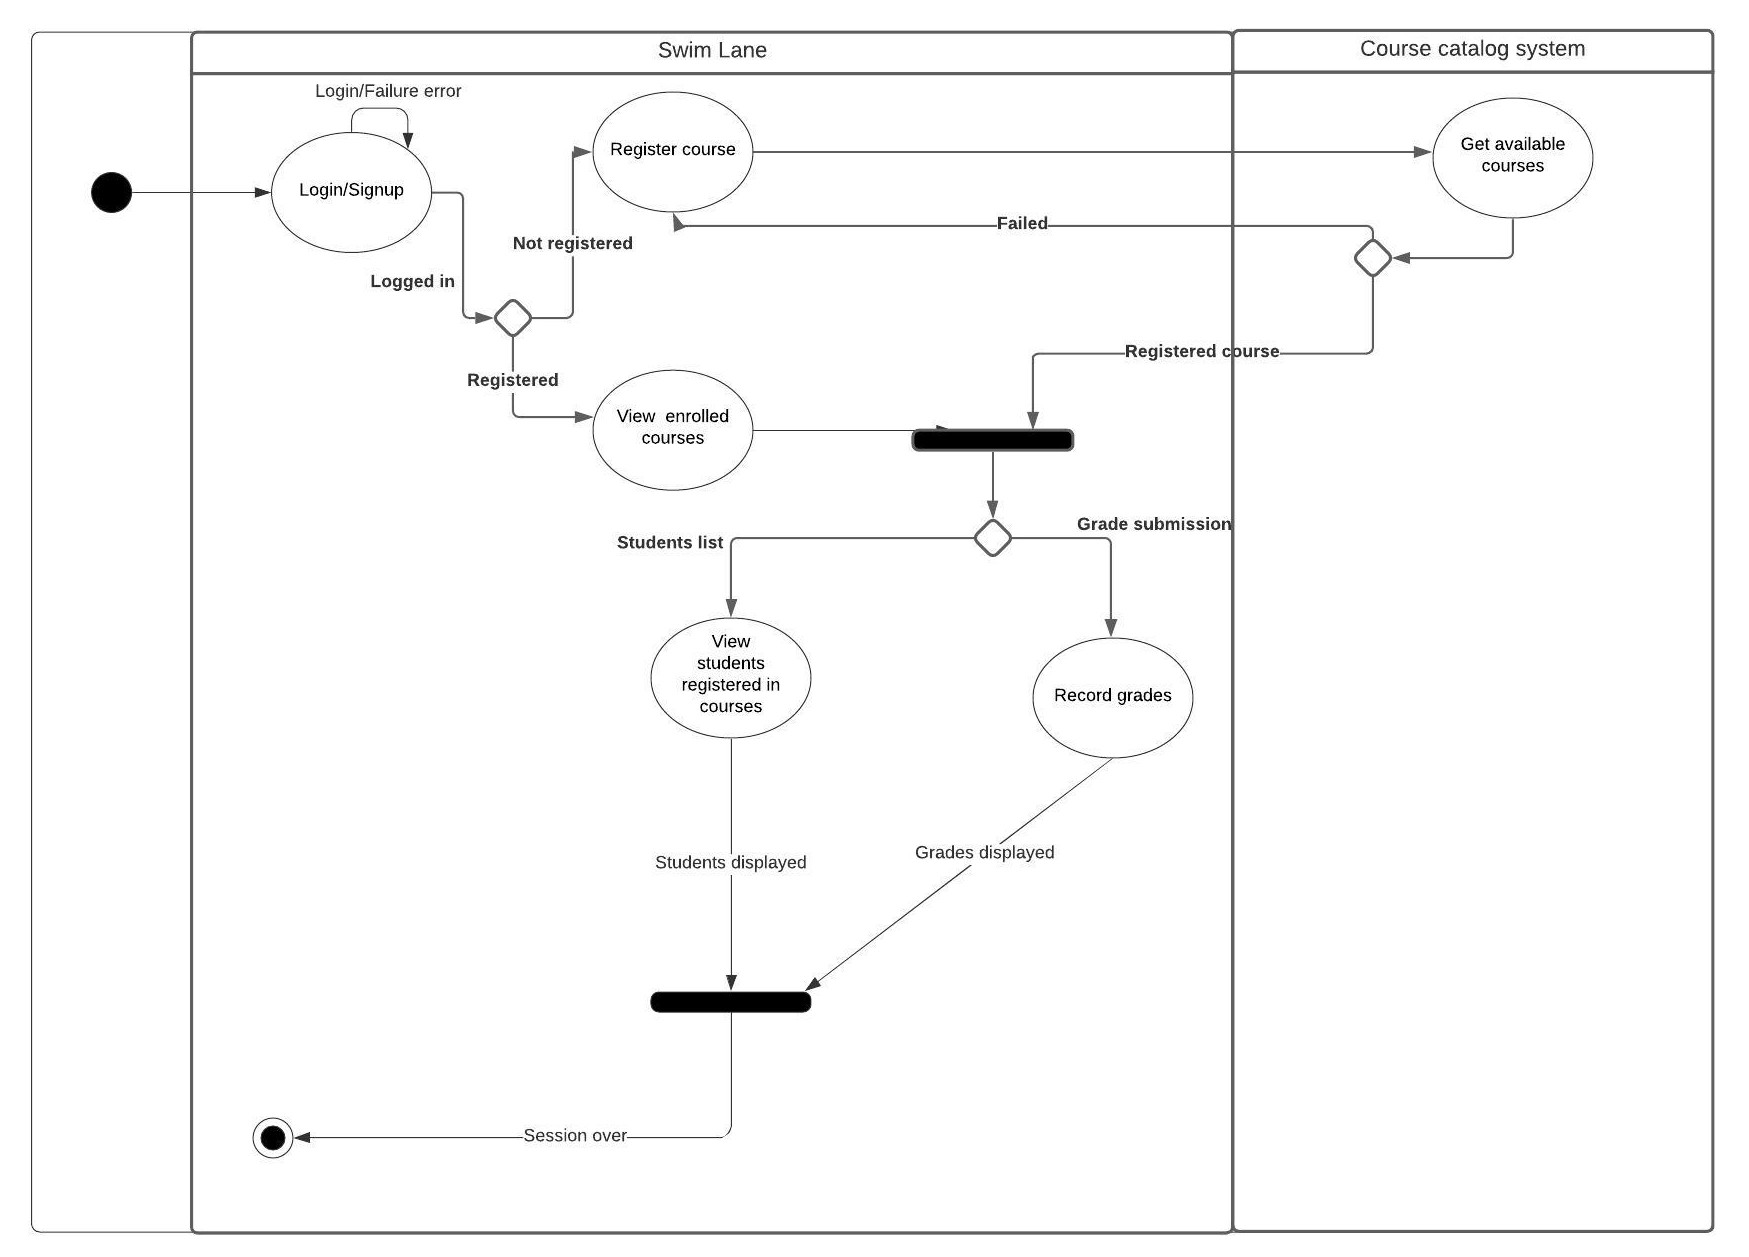 Swim Lane
Course catalog system
Login/Failure error
Login/Signup
Register course
Get available
courses
Failed
Not registered
Logged in
Registered
Registered course
View  enrolled
courses
Students list
Grade submission
View
students
registered in
courses
Record grades
Students displayed
Grades displayed
Session over